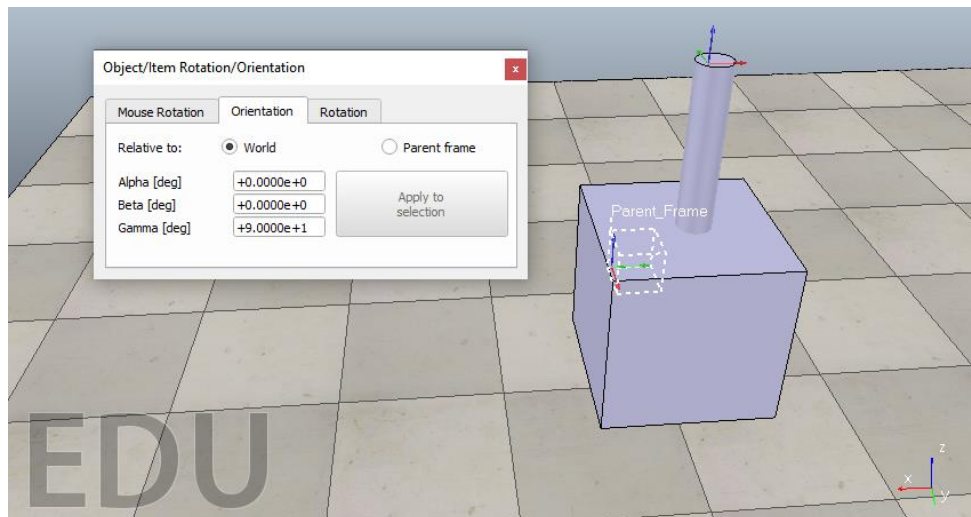 Object/Item Rotation/Orientation
x
Mouse Rotation Orientation Rotation
Relative to: World Parent frame
Alpha [deg] +0.0000e+0
Beta [deg] +0.0000e+0
Gamma [deg] +9.0000e+1
Apply to
selection
Parent_Frame
EDU
z
x
y